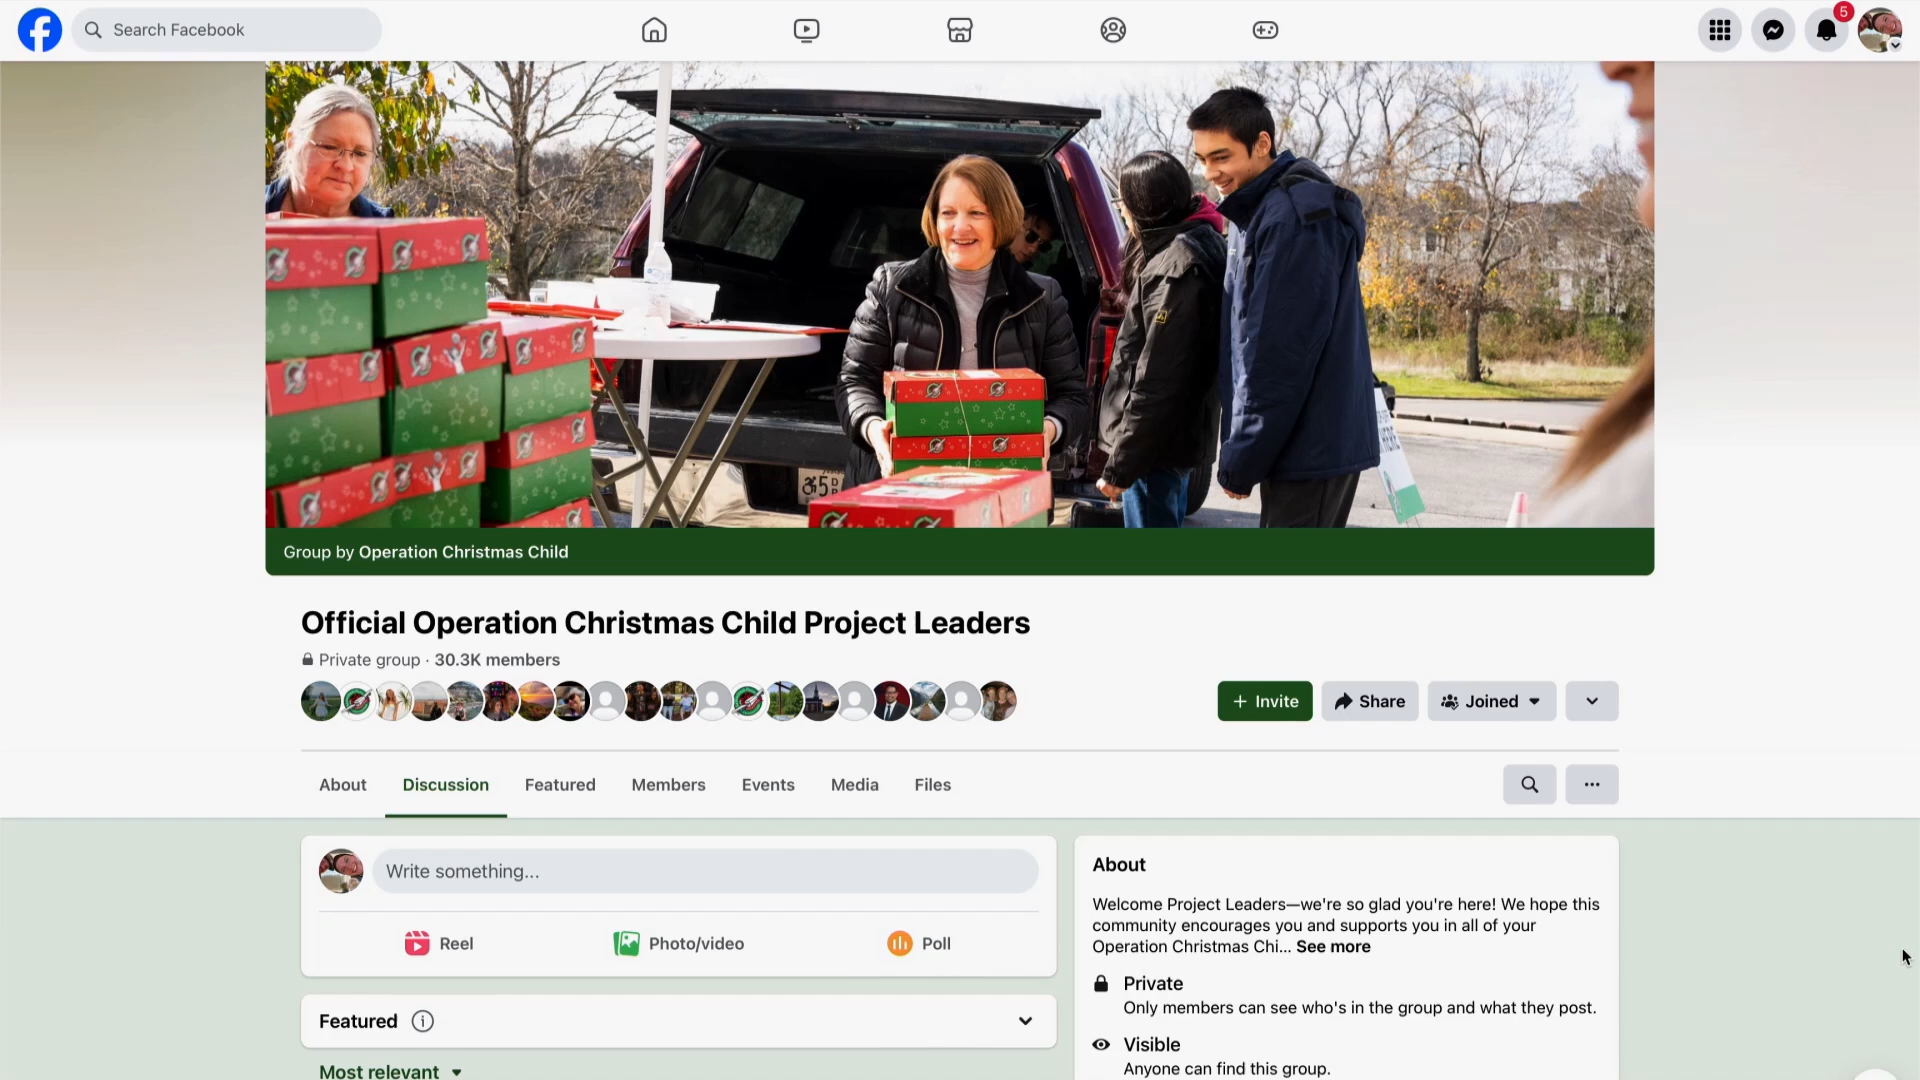 Search Facebook
5
Group by Operation Christmas Child
Official Operation Christmas Child Project Leaders
Private group · 30.3K members
+ Invite
Share
Joined
About
Discussion
Featured
Members
Events
Media
Files
Write something...
Reel
Photo/video
Poll
Featured
Most relevant
About
Welcome Project Leaders—we're so glad you're here! We hope this
community encourages you and supports you in all of your
Operation Christmas Chi... See more
Private
Only members can see who's in the group and what they post.
Visible
Anyone can find this group.